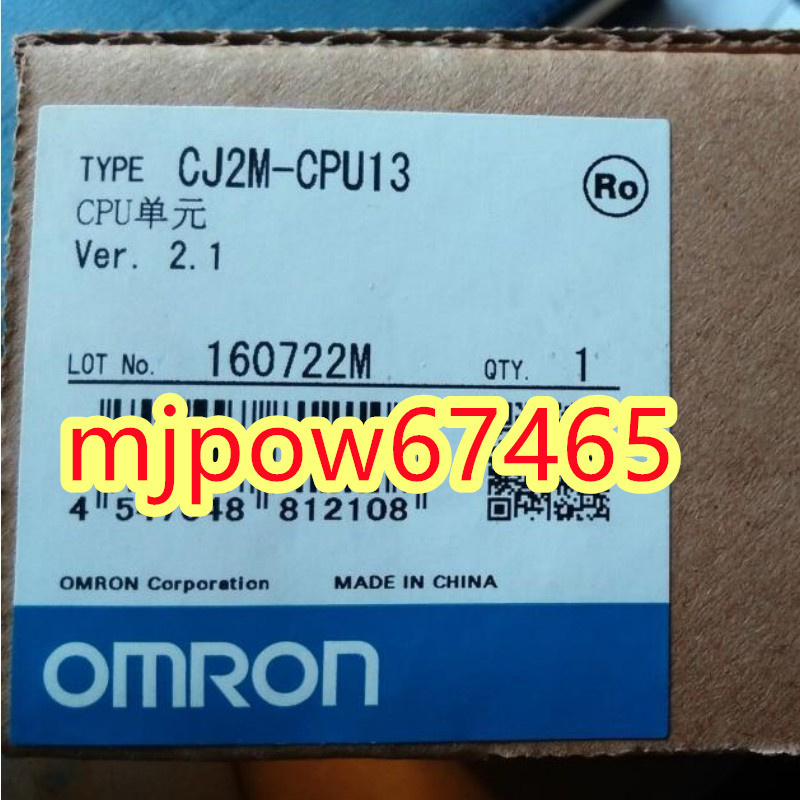 TYPE CJ2M-CPU13
Ro
CPU单元
Ver. 2.1
LOT No. 160722M QTY. 1
mjpow67465
812108
OMRON Corporation MADE IN CHINA
OMRON